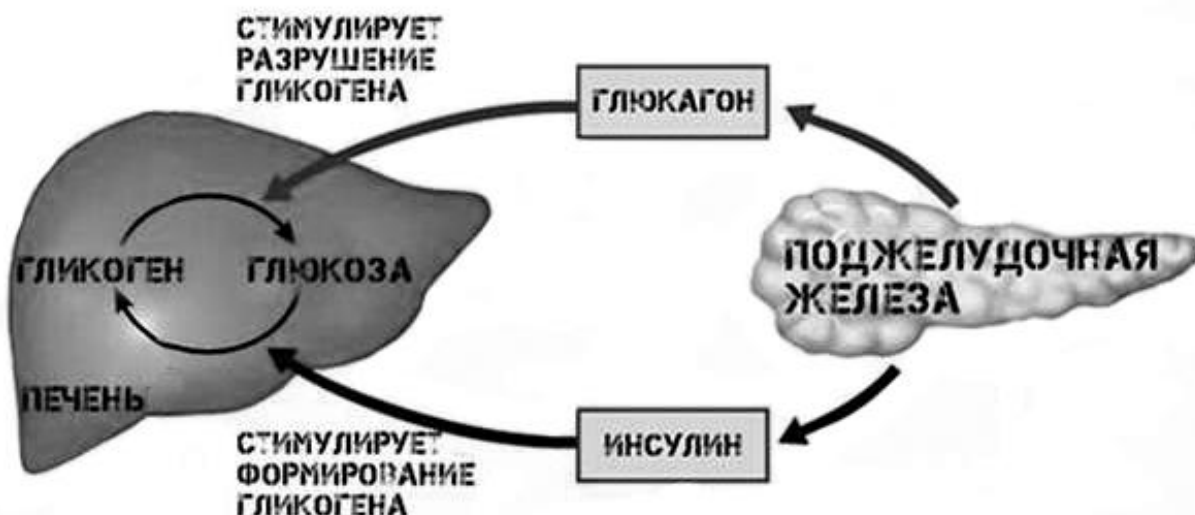 СТИМУЛИРУЕТ
РАЗРУШЕНИЕ
ГЛИКОГЕНА
ГЛЮКАГОН
ГЛИКОГЕН
ГЛЮКОЗА
ПОДЖЕЛУДОЧНАЯ
ЖЕЛЕЗА
ПЕЧЕНЬ
СТИМУЛИРУЕТ
ФОРМИРОВАНИЕ
ГЛИКОГЕНА
ИНСУЛИН